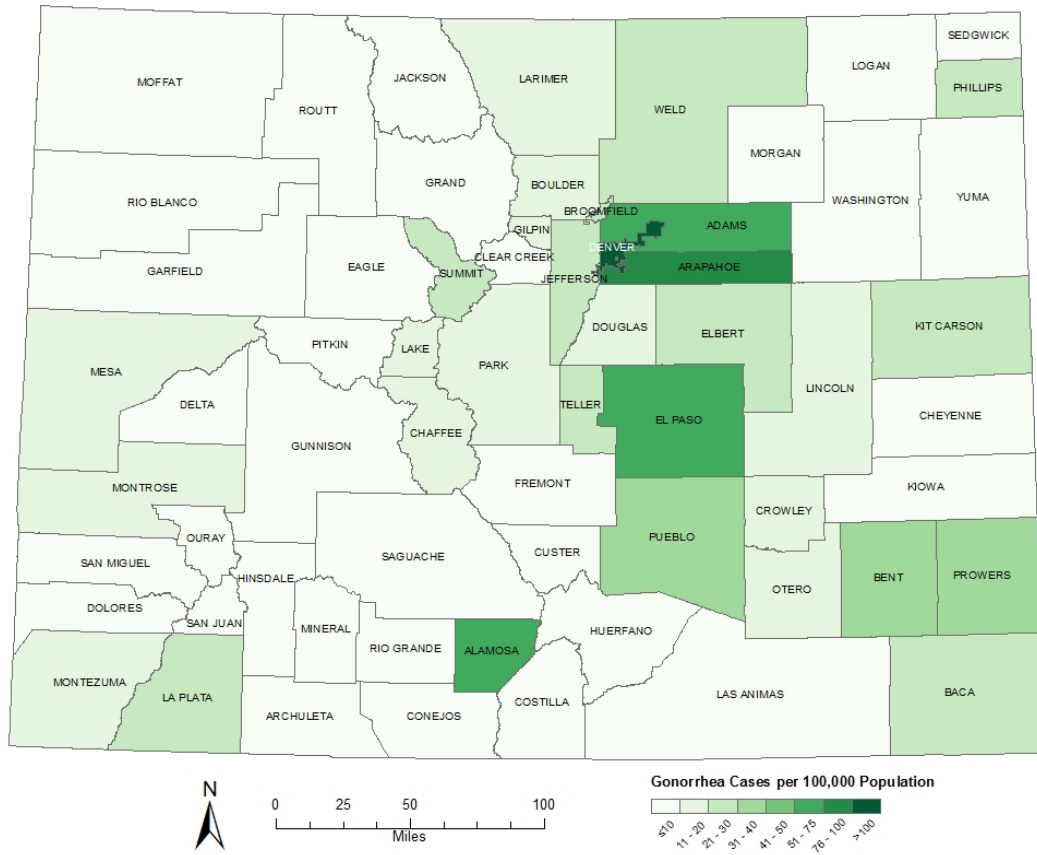 SEDGWICK
LOGAN
JACKSON
LARIMER
MOFFAT
PHILLIPS
WELD
ROUTT
MORGAN
GRAND
BOULDER
RIO BLANCO
WASHINGTON
YUMA
BROOMFIELD
ADAMS
GILPIN
DENVER
CLEAR CREEK
GARFIELD
EAGLE
SUMMIT
ARAPAHOE
JEFFERSON
DOUGLAS
ELBERT
KIT CARSON
PITKIN
LAKE
PARK
MESA
LINCOLN
DELTA
TELLER
CHEYENNE
EL PASO
CHAFFEE
GUNNISON
FREMONT
MONTROSE
KIOWA
CROWLEY
OURAY
PUEBLO
SAGUACHE
CUSTER
SAN MIGUEL
HINSDALE
BENT
PROWERS
OTERO
DOLORES
SAN JUAN
MINERAL
HUERFANO
RIO GRANDE
ALAMOSA
MONTEZUMA
LA PLATA
LAS ANIMAS
BACA
COSTILLA
ARCHULETA
CONEJOS
N
0 25 50 100
Miles
Gonorrhea Cases per 100,000 Population
≤10
11 - 20
21 - 30
31 - 40
41 - 50
51 - 75
76 - 100
>100